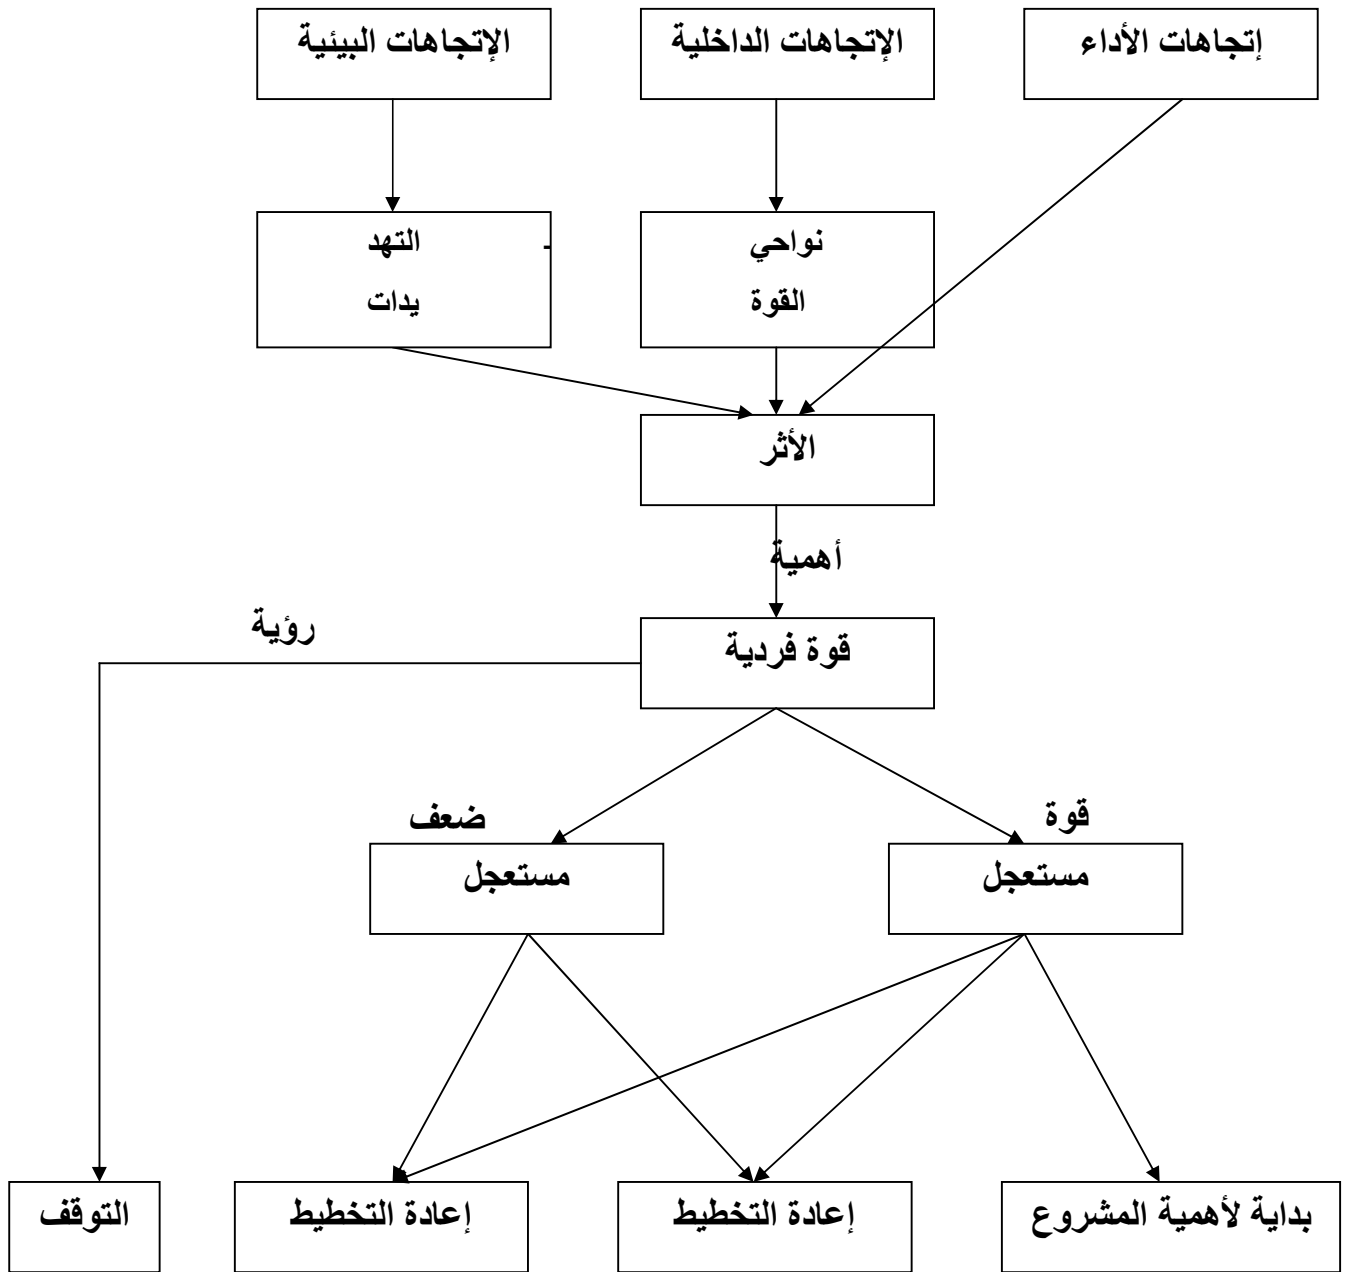 إتجاهات الأداء
الإتجاهات الداخلية
الإتجاهات البيئية
نواحي
القوة
- التهد
يدات
الأثر
أهمية
رؤية
قوة فردية
قوة
ضعف
مستعجل
مستعجل
بداية لأهمية المشروع
إعادة التخطيط
إعادة التخطيط
التوقف